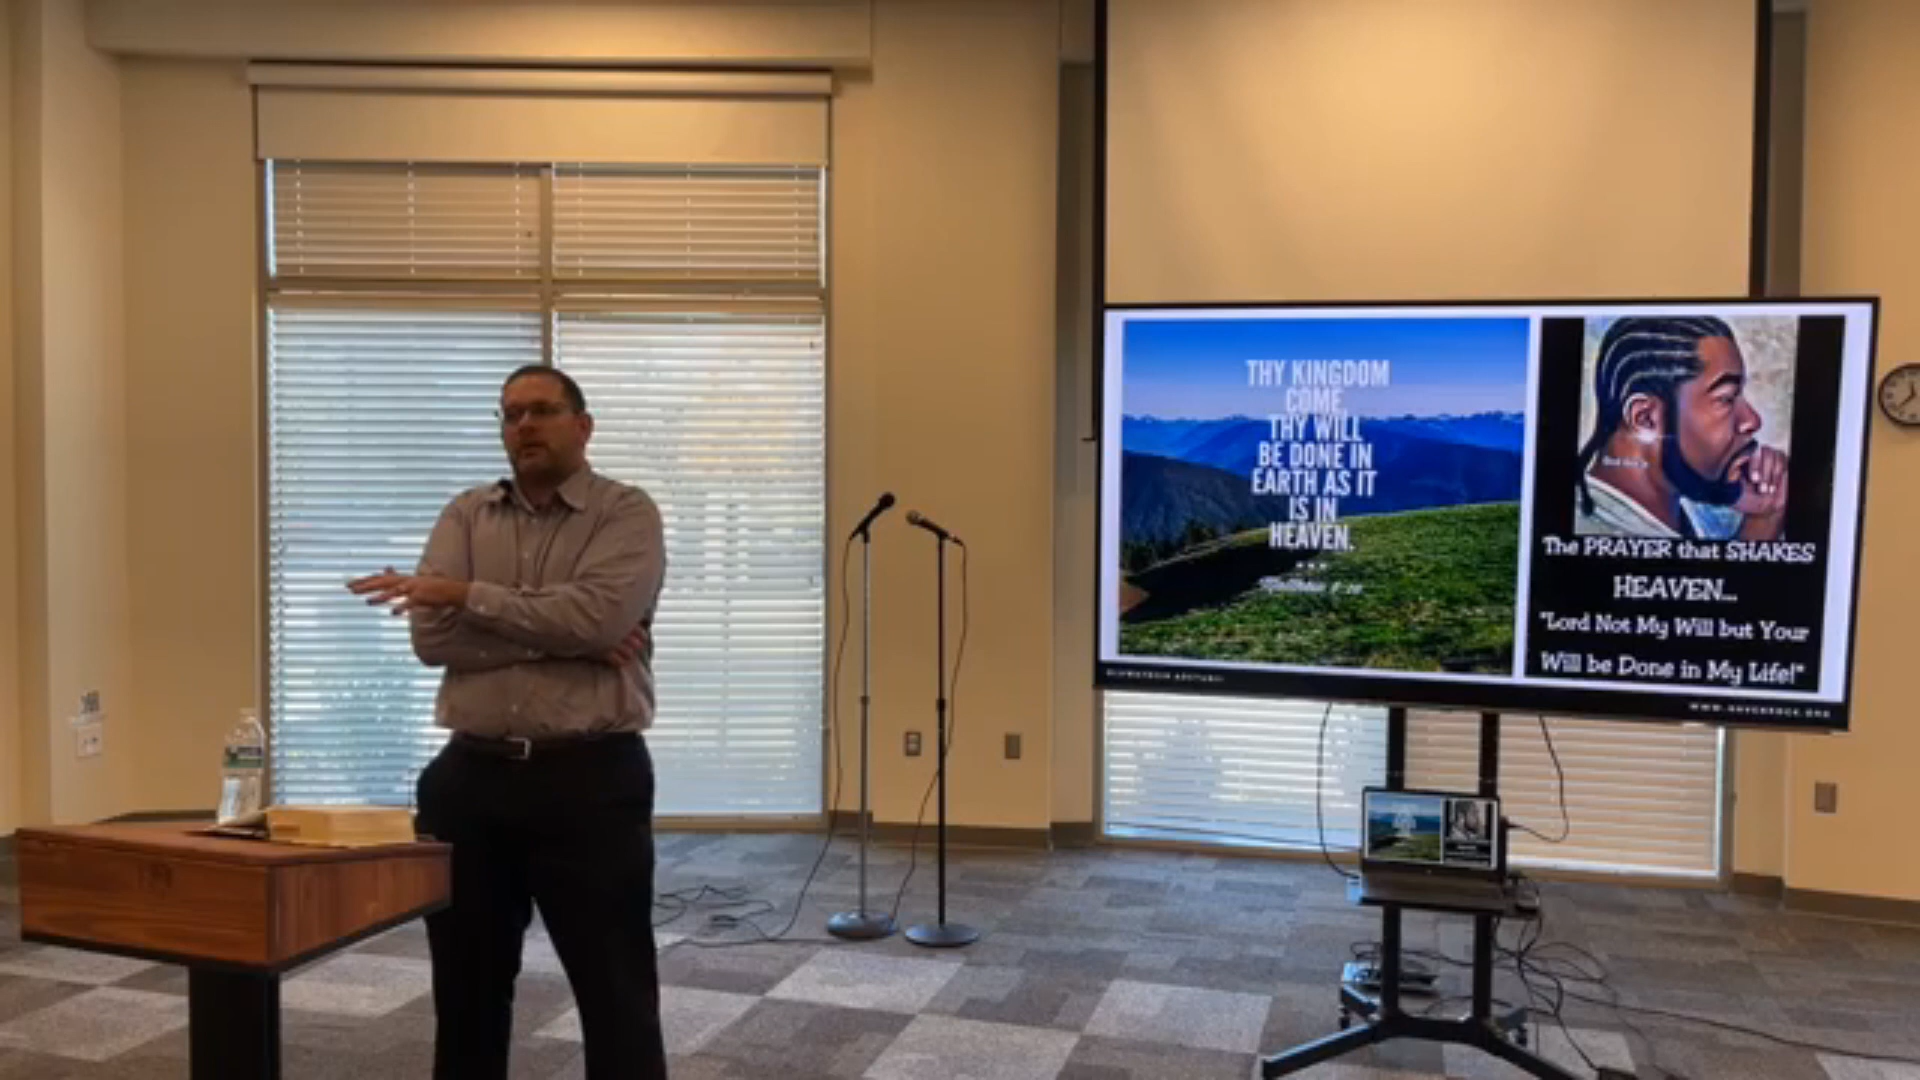 THY KINGDOM
COME,
THY WILL
BE DONE IN
EARTH AS IT
IS IN
HEAVEN.
The PRAYER that SHAKES
HEAVEN...
"Lord Not My Will but Your
Will be Done in My Life!"